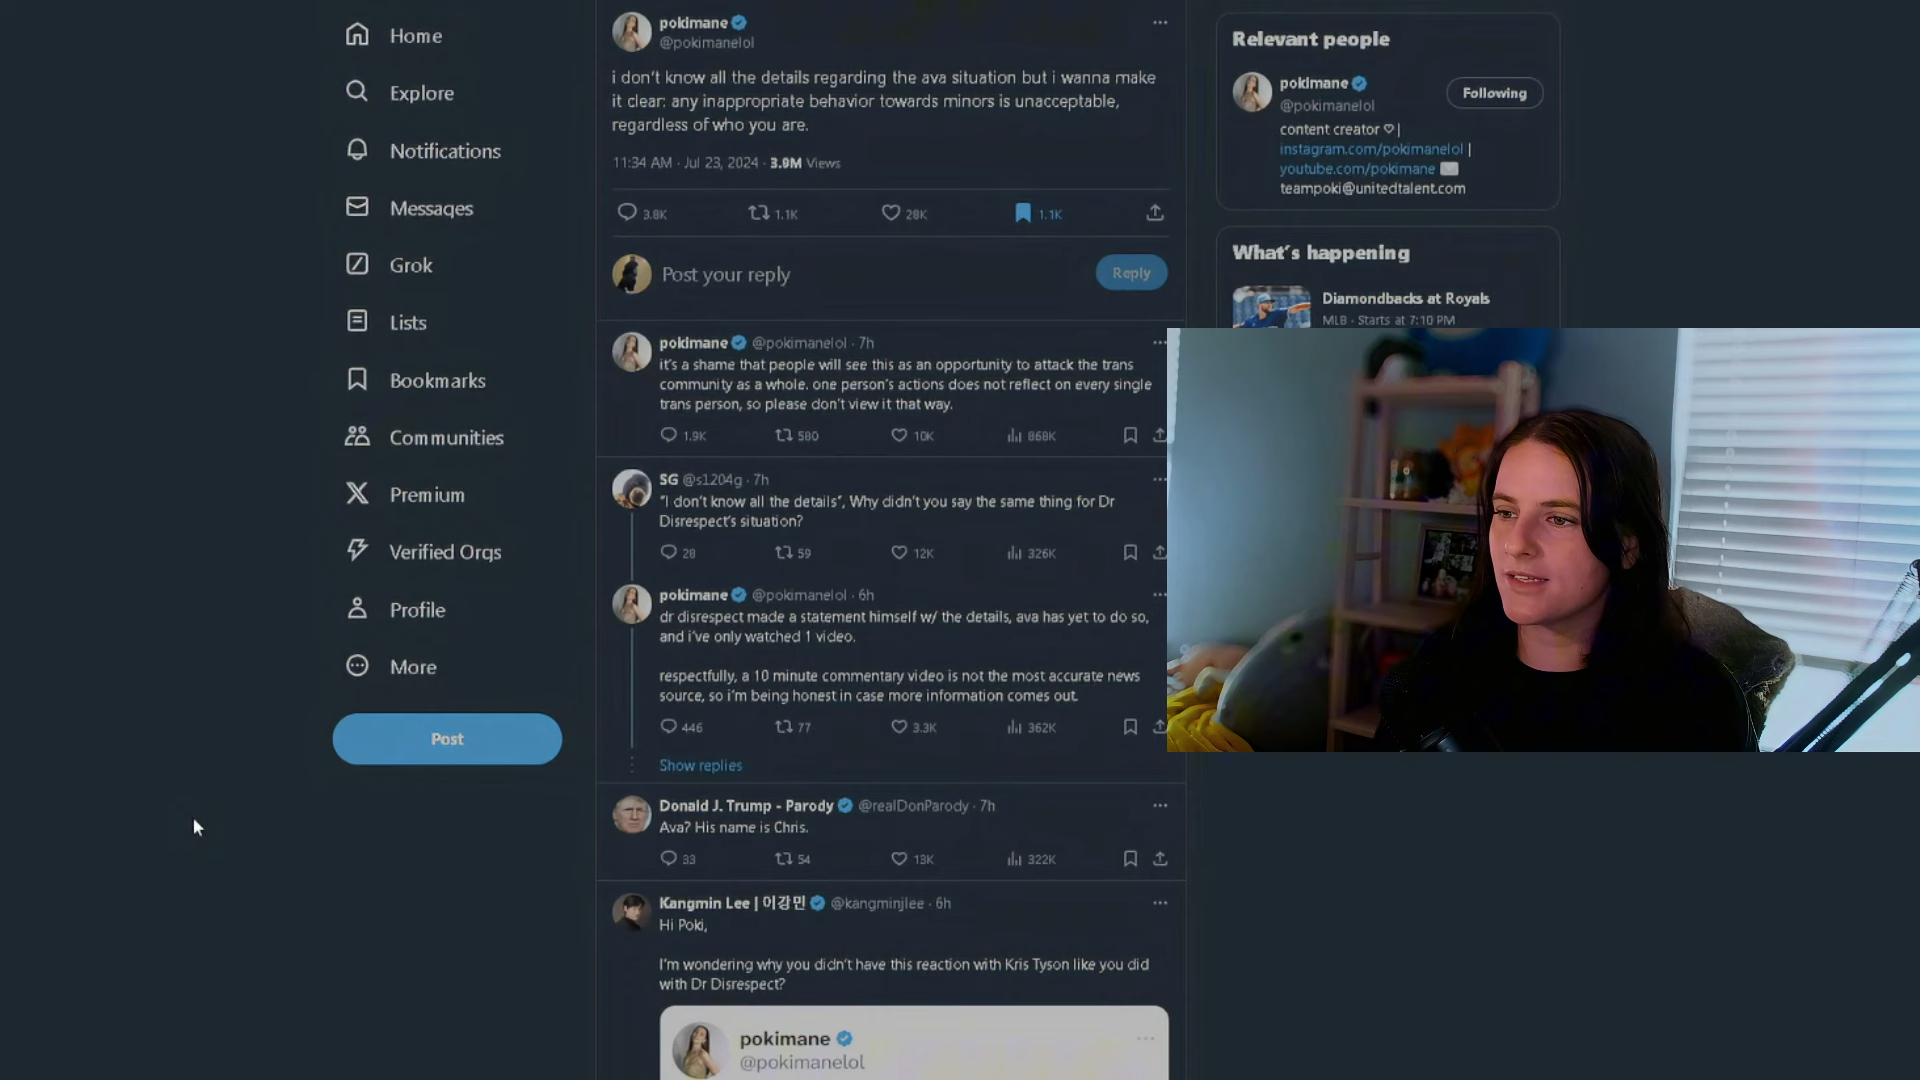 Home
Explore
Notifications
Messages
Grok
Lists
Bookmarks
Communities
Premium
Verified Orgs
Profile
More
Post
pokimane
@pokimanelol
i don't know all the details regarding the ava situation but i wanna make
it clear: any inappropriate behavior towards minors is unacceptable,
regardless of who you are.
11:34 AM · Jul 23, 2024 · 3.9M Views
3.8K 1.1K 28K 1.1K
Post your reply
Reply
pokimane @pokimanelol · 7h
it's a shame that people will see this as an opportunity to attack the trans
community as a whole. one person's actions does not reflect on every single
trans person, so please don't view it that way.
1.9K 580 10K 868K
SG @s1204g · 7h
"I don't know all the details", Why didn't you say the same thing for Dr
Disrespect's situation?
28 59 12K 326K
pokimane @pokimanelol · 6h
dr disrespect made a statement himself w/ the details, ava has yet to do so,
and i've only watched 1 video.
respectfully, a 10 minute commentary video is not the most accurate news
source, so i'm being honest in case more information comes out.
446 77 3.3K 362K
Show replies
Donald J. Trump - Parody @realDonParody · 7h
Ava? His name is Chris.
33 54 13K 322K
Kangmin Lee | 이강민 @kangminjlee · 6h
Hi Poki,
I'm wondering why you didn't have this reaction with Kris Tyson like you did
with Dr Disrespect?
pokimane
@pokimanelol
Relevant people
pokimane
@pokimanelol
Following
content creator ♡ |
instagram.com/pokimanelol |
youtube.com/pokimane
teampoki@unitedtalent.com
What's happening
Diamondbacks at Royals
MLB · Starts at 7:10 PM